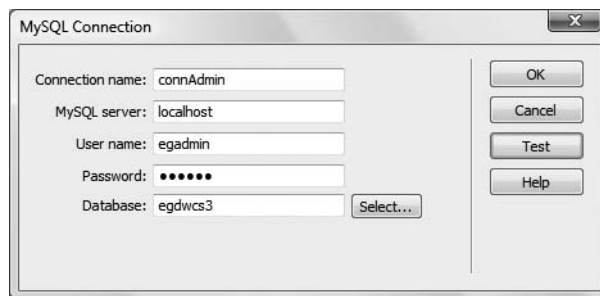 MySQL Connection
X
Connection name: connAdmin
MySQL server: localhost
User name: egadmin
Password: ●●●●●●
Database: egdwcs3
Select...
OK
Cancel
Test
Help